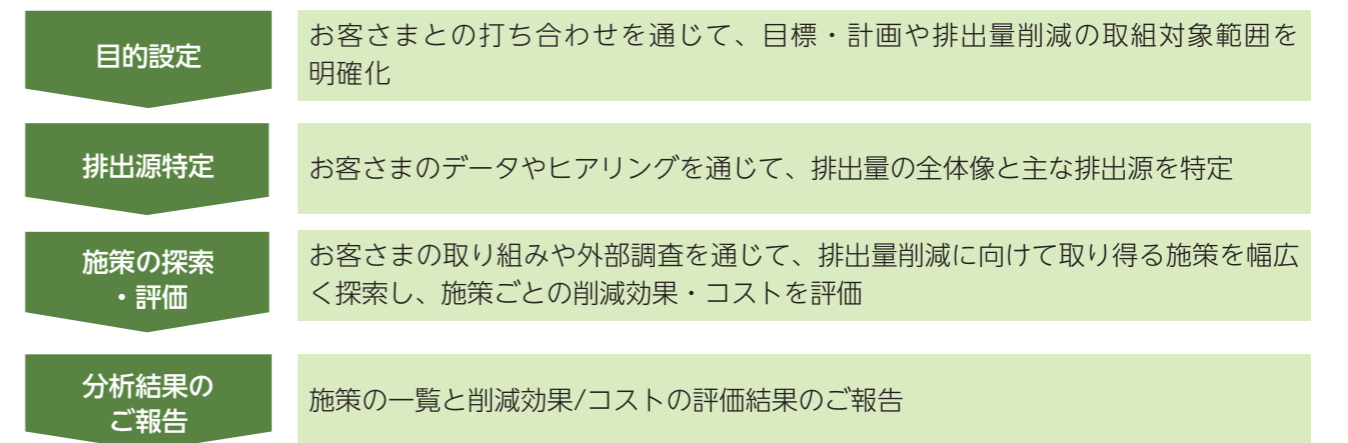 目的設定
お客さまとの打ち合わせを通じて、目標・計画や排出量削減の取組対象範囲を
明確化
排出源特定
お客さまのデータやヒアリングを通じて、排出量の全体像と主な排出源を特定
施策の探索
・評価
お客さまの取り組みや外部調査を通じて、排出量削減に向けて取り得る施策を幅広
く探索し、施策ごとの削減効果・コストを評価
分析結果の
ご報告
施策の一覧と削減効果/コストの評価結果のご報告